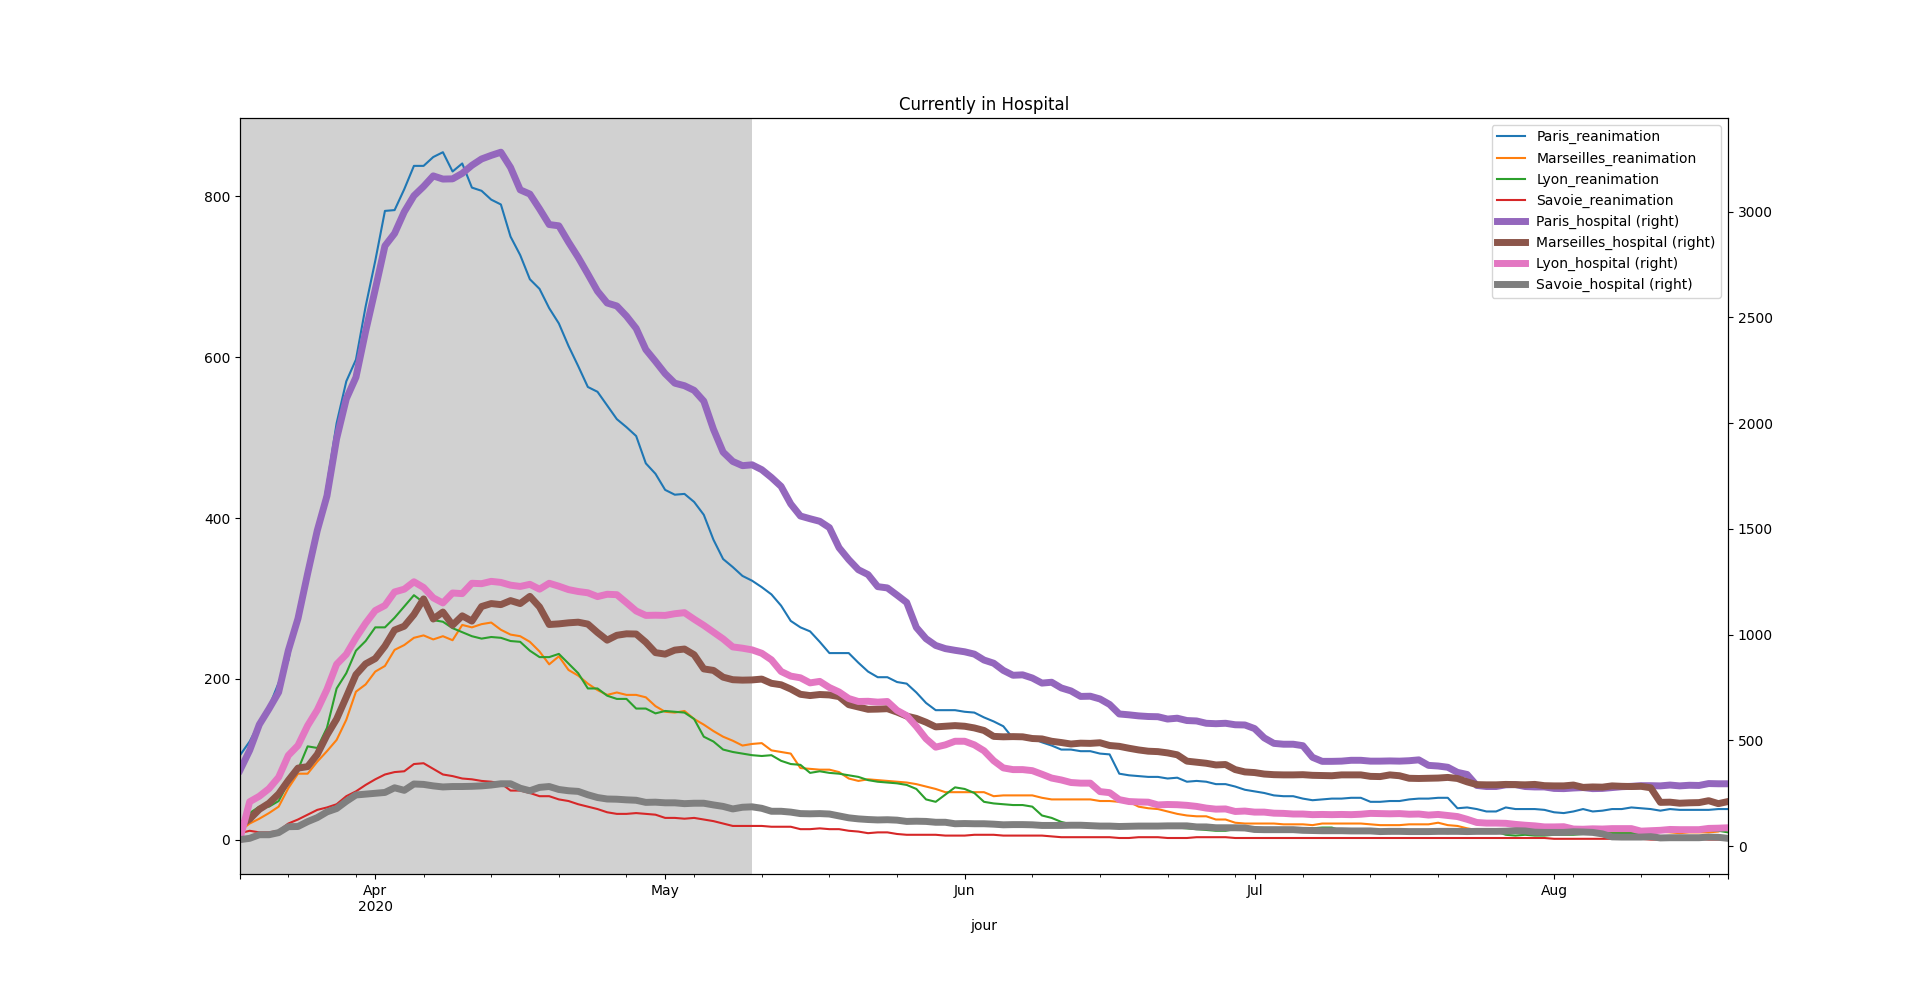 Currently in Hospital
Paris_reanimation
Marseilles_reanimation
Lyon_reanimation
Savoie_reanimation
Paris_hospital (right)
Marseilles_hospital (right)
Lyon_hospital (right)
Savoie_hospital (right)
800
600
400
200
0
3000
2500
2000
1500
1000
500
0
Apr May Jun Jul Aug
2020
jour